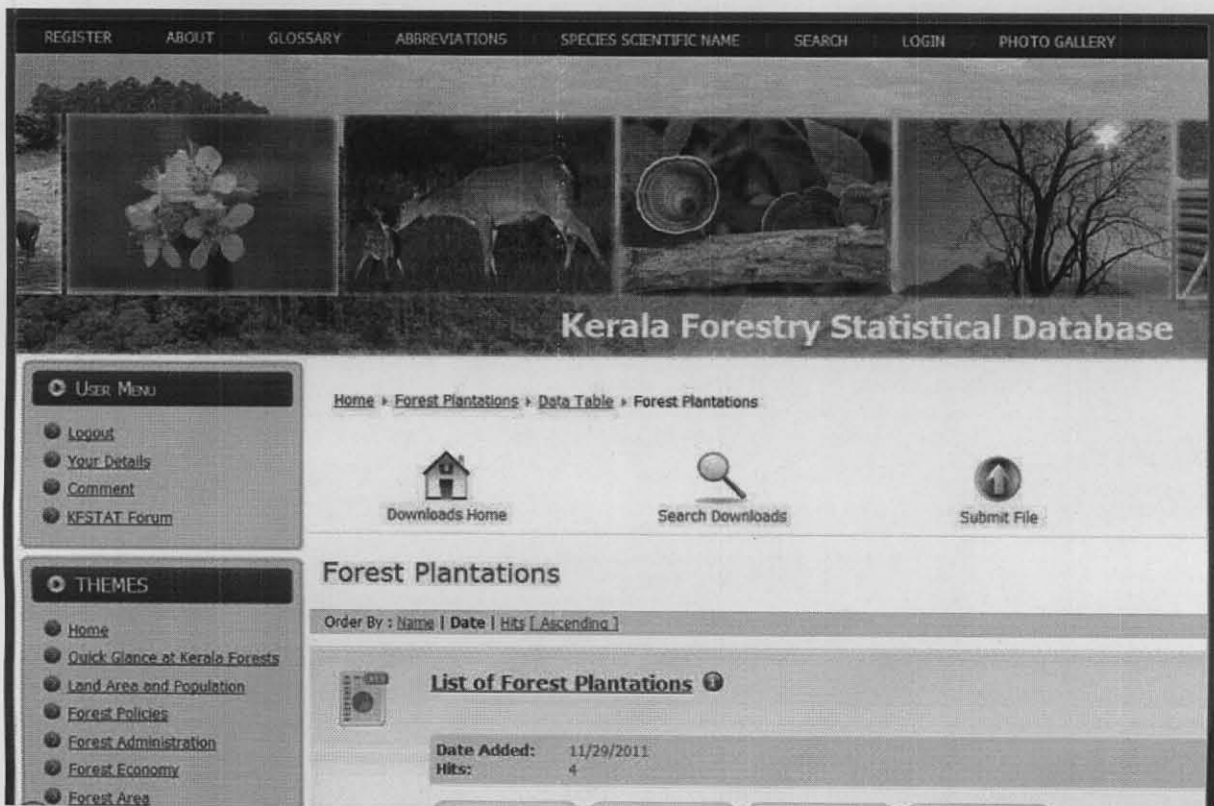 REGISTER ABOUT GLOSSARY ABBREVIATIONS SPECIES SCIENTIFIC NAME SEARCH LOGIN PHOTO GALLERY
Kerala Forestry Statistical Database
USER MENU
Logout
Your Details
Comment
KFSTAT Forum
THEMES
Home
Quick Glance at Kerala Forests
Land Area and Population
Forest Policies
Forest Administration
Forest Economy
Forest Area
Home Forest Plantations Data Table Forest Plantations
Downloads Home Search Downloads Submit File
Forest Plantations
Order By : Name | Date | Hits [ Ascending ]
List of Forest Plantations
Date Added: 11/29/2011
Hits: 4